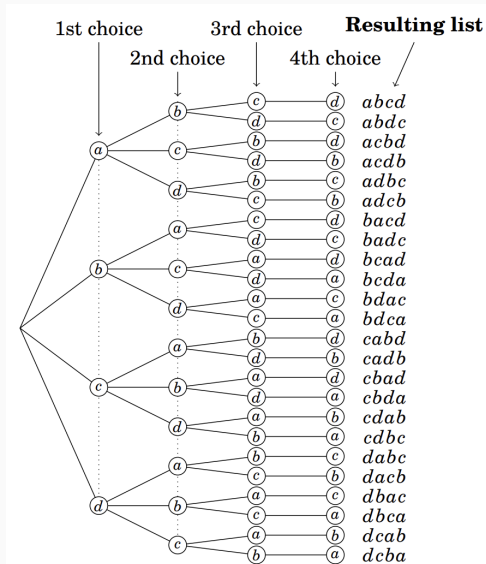 1st choice 3rd choice Resulting list
2nd choice 4th choice
c d abcd
b
d c abdc
b d acbd
a c
d b acdb
b c adbc
d
c b adcb
c d bacd
a
d c badc
a d bcad
b c
d a bcda
a c bdac
d
c a bdca
b d cabd
a
d b cadb
a d cbad
c b
d a cbda
a b cdab
d
b a cdbc
b c dabc
a
c b dacb
a c dbac
d b
c a dbca
a b dcab
c
b a dcba